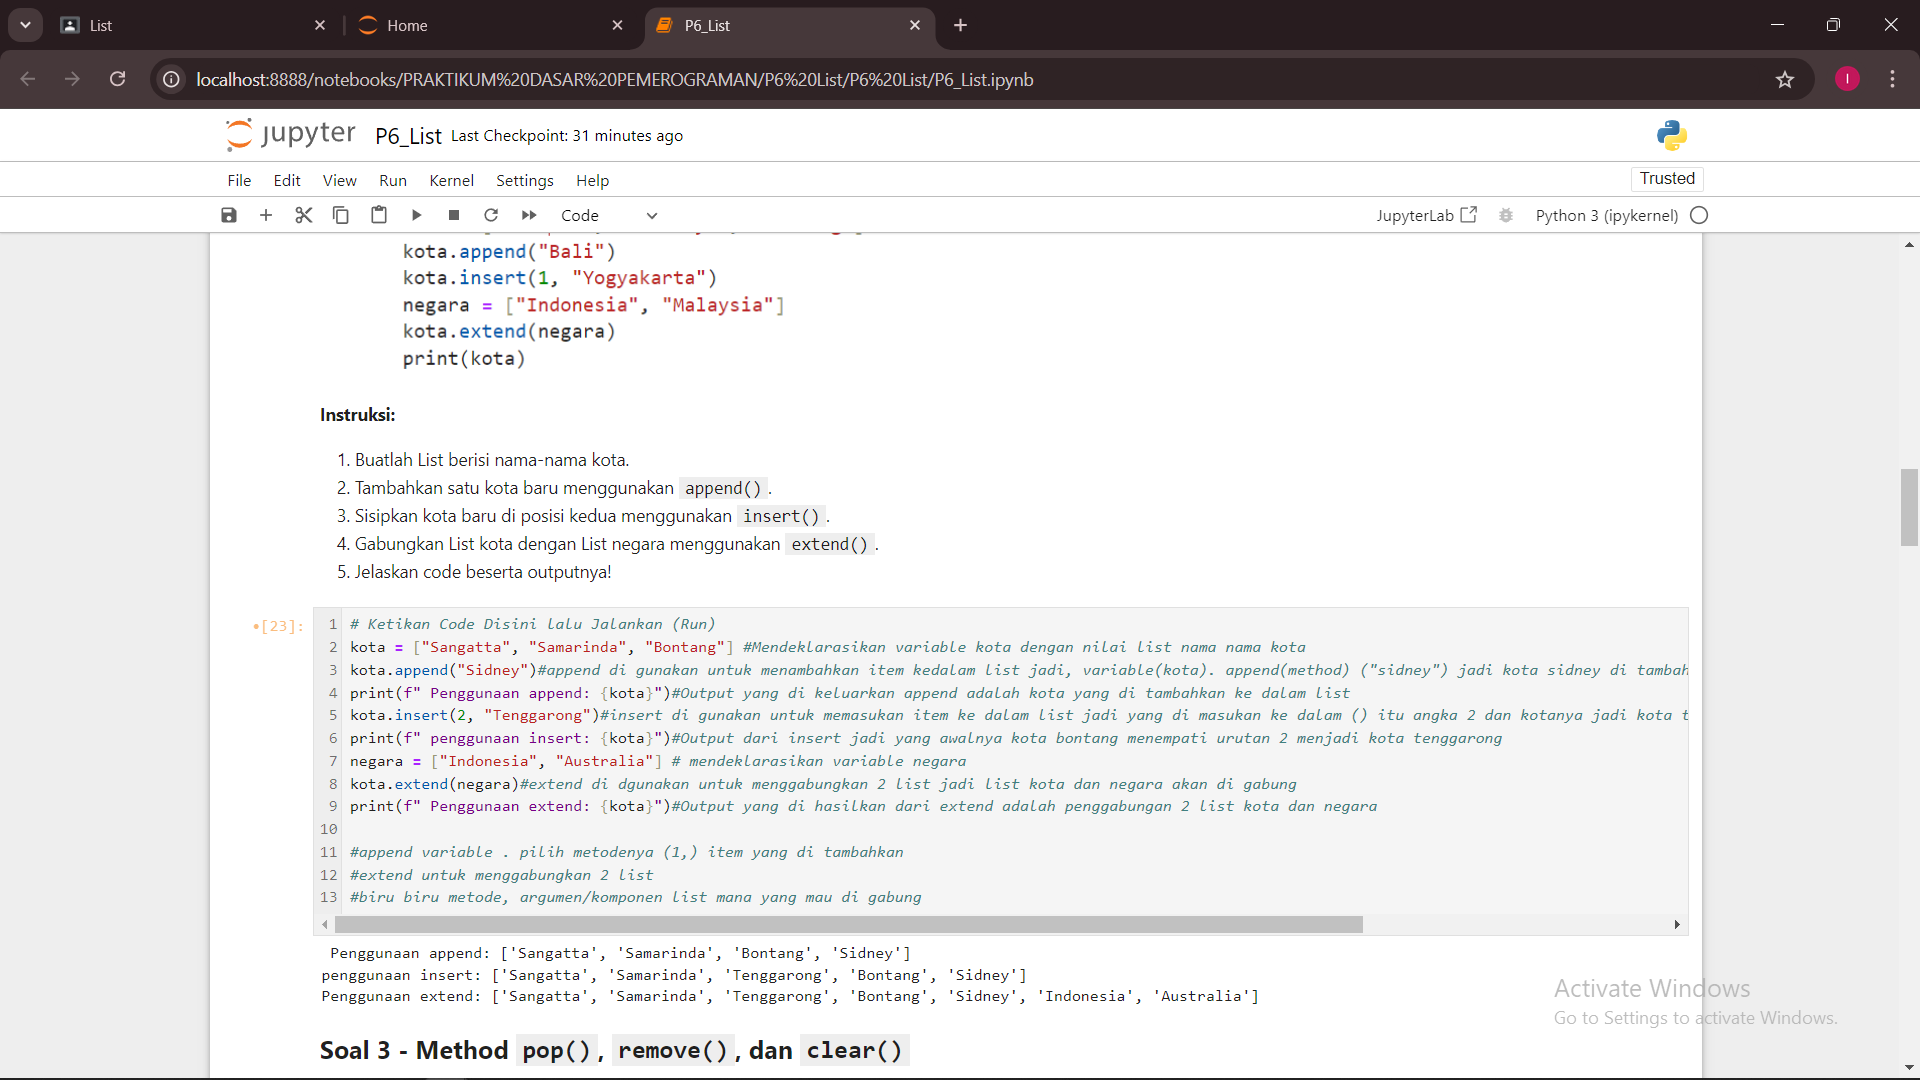 List
Home
P6_List
localhost:8888/notebooks/PRAKTIKUM%20DASAR%20PEMEROGRAMAN/P6%20List/P6%20List/P6_List.ipynb
I
jupyter P6_List Last Checkpoint: 31 minutes ago
File Edit View Run Kernel Settings Help
Trusted
Code
JupyterLab
Python 3 (ipykernel)
kota.append("Bali")
kota.insert(1, "Yogyakarta")
negara = ["Indonesia", "Malaysia"]
kota.extend(negara)
print(kota)
Instruksi:
1. Buatlah List berisi nama-nama kota.
2. Tambahkan satu kota baru menggunakan append() .
3. Sisipkan kota baru di posisi kedua menggunakan insert() .
4. Gabungkan List kota dengan List negara menggunakan extend() .
5. Jelaskan code beserta outputnya!
•[23]:
1 # Ketikan Code Disini lalu Jalankan (Run)
2 kota = ["Sangatta", "Samarinda", "Bontang"] #Mendeklarasikan variable kota dengan nilai list nama nama kota
3 kota.append("Sidney")#append di gunakan untuk menambahkan item kedalam list jadi, variable(kota). append(method) ("sidney") jadi kota sidney di tambah
4 print(f" Penggunaan append: {kota}")#Output yang di keluarkan append adalah kota yang di tambahkan ke dalam list
5 kota.insert(2, "Tenggarong")#insert di gunakan untuk memasukan item ke dalam list jadi yang di masukan ke dalam () itu angka 2 dan kotanya jadi kota t
6 print(f" penggunaan insert: {kota}")#Output dari insert jadi yang awalnya kota bontang menempati urutan 2 menjadi kota tenggarong
7 negara = ["Indonesia", "Australia"] # mendeklarasikan variable negara
8 kota.extend(negara)#extend di dgunakan untuk menggabungkan 2 list jadi list kota dan negara akan di gabung
9 print(f" Penggunaan extend: {kota}")#Output yang di hasilkan dari extend adalah penggabungan 2 list kota dan negara
10
11 #append variable . pilih metodenya (1,) item yang di tambahkan
12 #extend untuk menggabungkan 2 list
13 #biru biru metode, argumen/komponen list mana yang mau di gabung
Penggunaan append: ['Sangatta', 'Samarinda', 'Bontang', 'Sidney']
penggunaan insert: ['Sangatta', 'Samarinda', 'Tenggarong', 'Bontang', 'Sidney']
Penggunaan extend: ['Sangatta', 'Samarinda', 'Tenggarong', 'Bontang', 'Sidney', 'Indonesia', 'Australia']
Activate Windows
Go to Settings to activate Windows.
Soal 3 - Method pop(), remove(), dan clear()